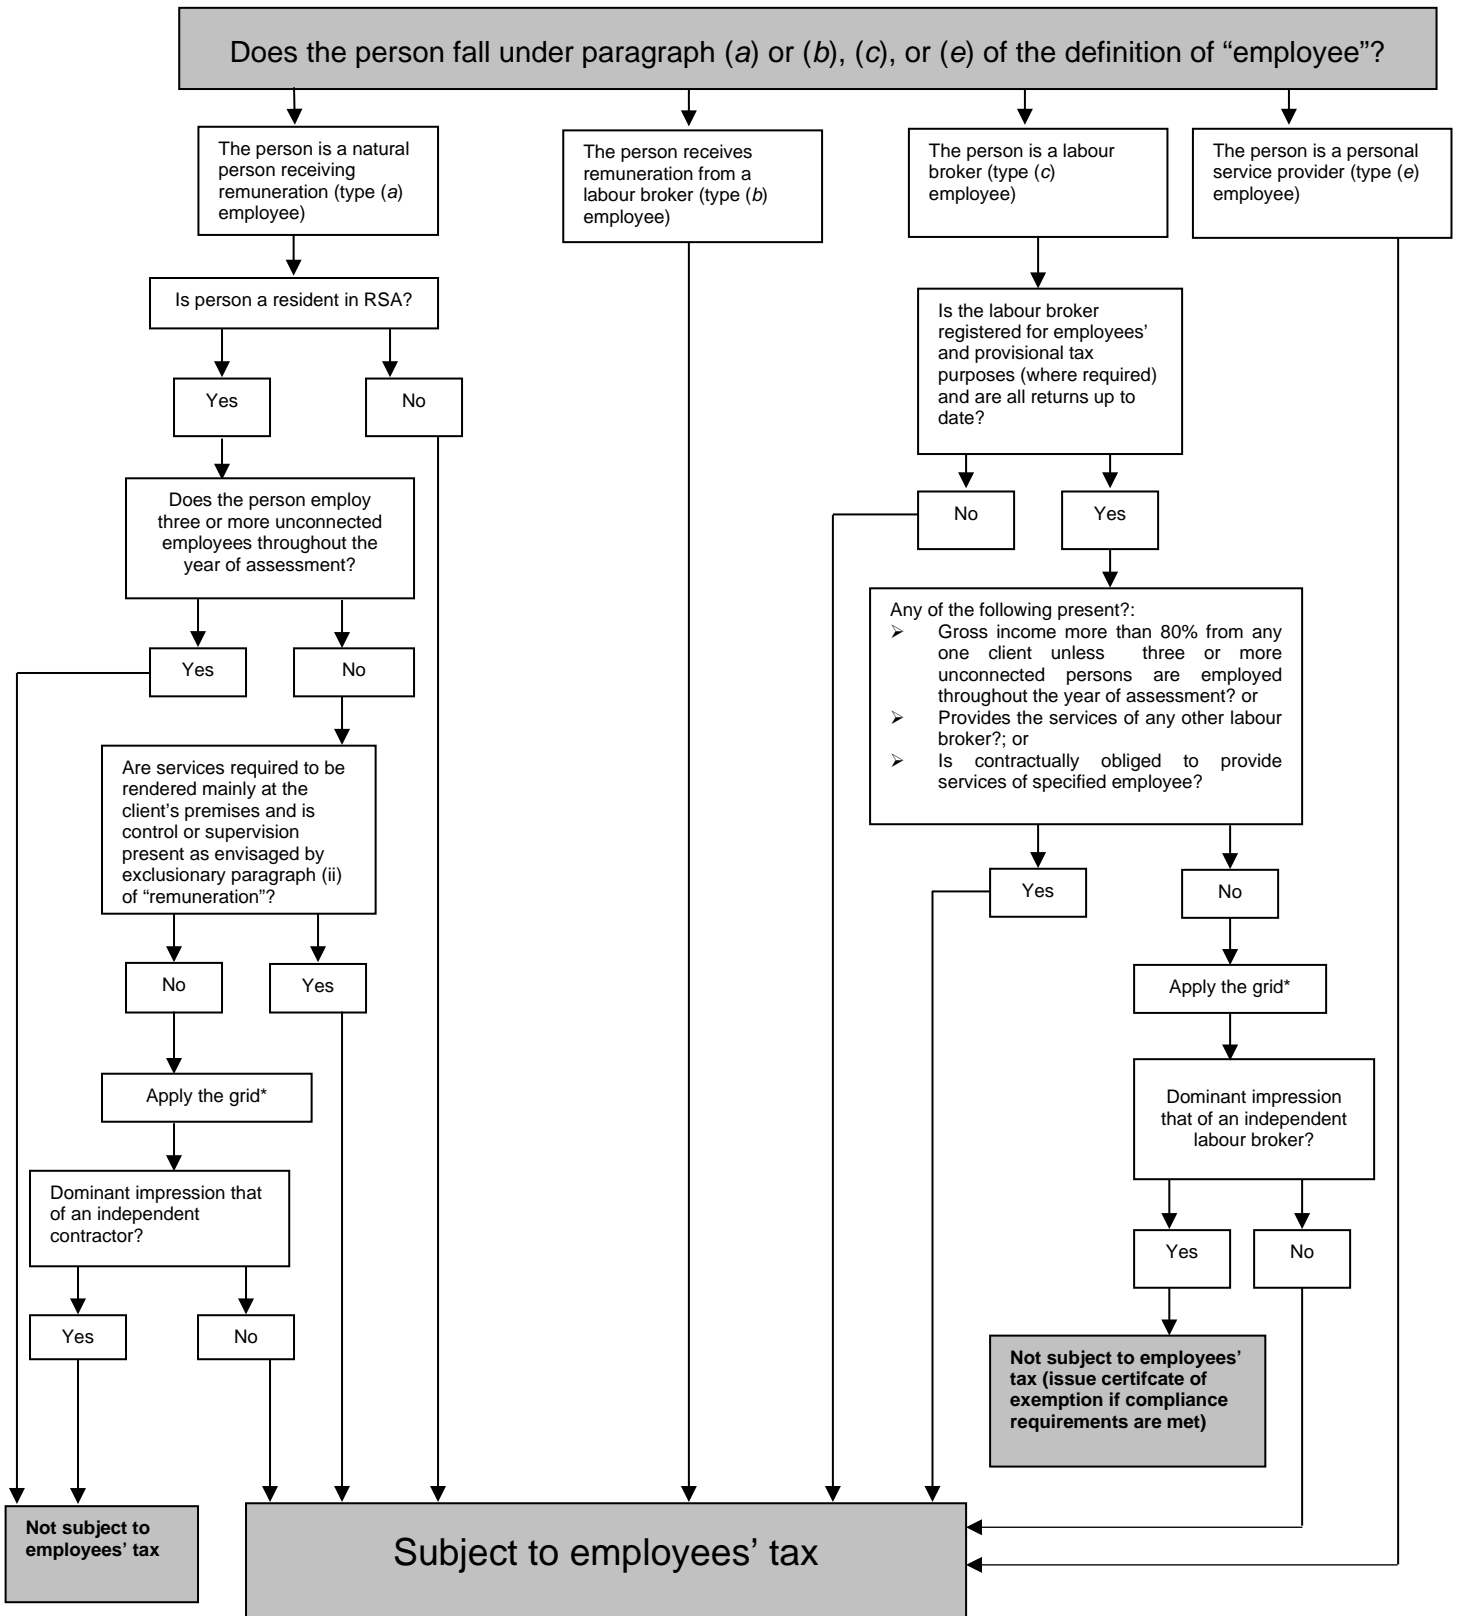 Does the person fall under paragraph (a) or (b), (c), or (e) of the definition of “employee”?
The person is a natural
person receiving
remuneration (type (a)
employee)
The person receives
remuneration from a
labour broker (type (b)
employee)
The person is a labour
broker (type (c)
employee)
The person is a personal
service provider (type (e)
employee)
Is person a resident in RSA?
Yes
No
Does the person employ
three or more unconnected
employees throughout the
year of assessment?
Yes
No
Are services required to be
rendered mainly at the
client’s premises and is
control or supervision
present as envisaged by
exclusionary paragraph (ii)
of “remuneration”?
No
Yes
Apply the grid*
Dominant impression that
of an independent
contractor?
Yes
No
Is the labour broker
registered for employees’
and provisional tax
purposes (where required)
and are all returns up to
date?
No
Yes
Any of the following present?:
➢ Gross income more than 80% from any
one client unless three or more
unconnected persons are employed
throughout the year of assessment? or
➢ Provides the services of any other labour
broker?; or
➢ Is contractually obliged to provide
services of specified employee?
Yes
No
Apply the grid*
Dominant impression
that of an independent
labour broker?
Yes
No
Not subject to employees’
tax (issue certifcate of
exemption if compliance
requirements are met)
Not subject to
employees’ tax
Subject to employees’ tax